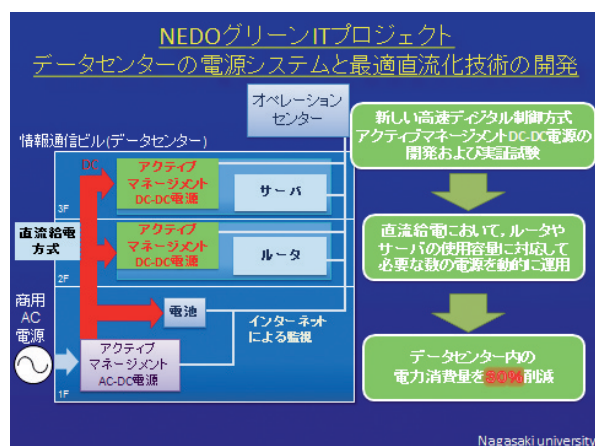 NEDOグリーンITプロジェクト
データセンターの電源システムと最適直流化技術の開発
オペレーション
センター
情報通信ビル(データセンター)
DC
アクティブ
マネージメント
DC-DC電源
サーバ
3F
直流給電
方式
アクティブ
マネージメント
DC-DC電源
ルータ
2F
商用
AC
電源
電池
インターネット
による監視
アクティブ
マネージメント
AC-DC電源
1F
新しい高速ディジタル制御方式
アクティブマネージメントDC-DC電源の
開発および実証試験
直流給電において，ルータや
サーバの使用容量に対応して
必要な数の電源を動的に運用
データセンター内の
電力消費量を30%削減
Nagasaki university